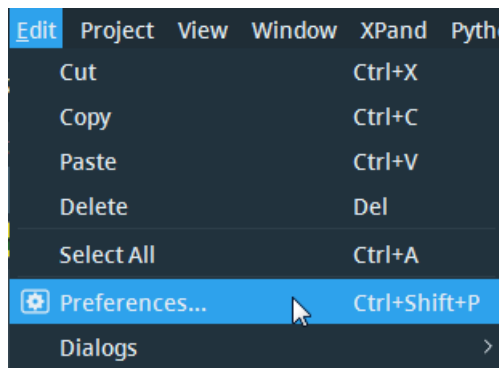 Edit Project View Window XPand Pyth
Cut Ctrl+X
Copy Ctrl+C
Paste Ctrl+V
Delete Del
Select All Ctrl+A
Preferences... Ctrl+Shift+P
Dialogs